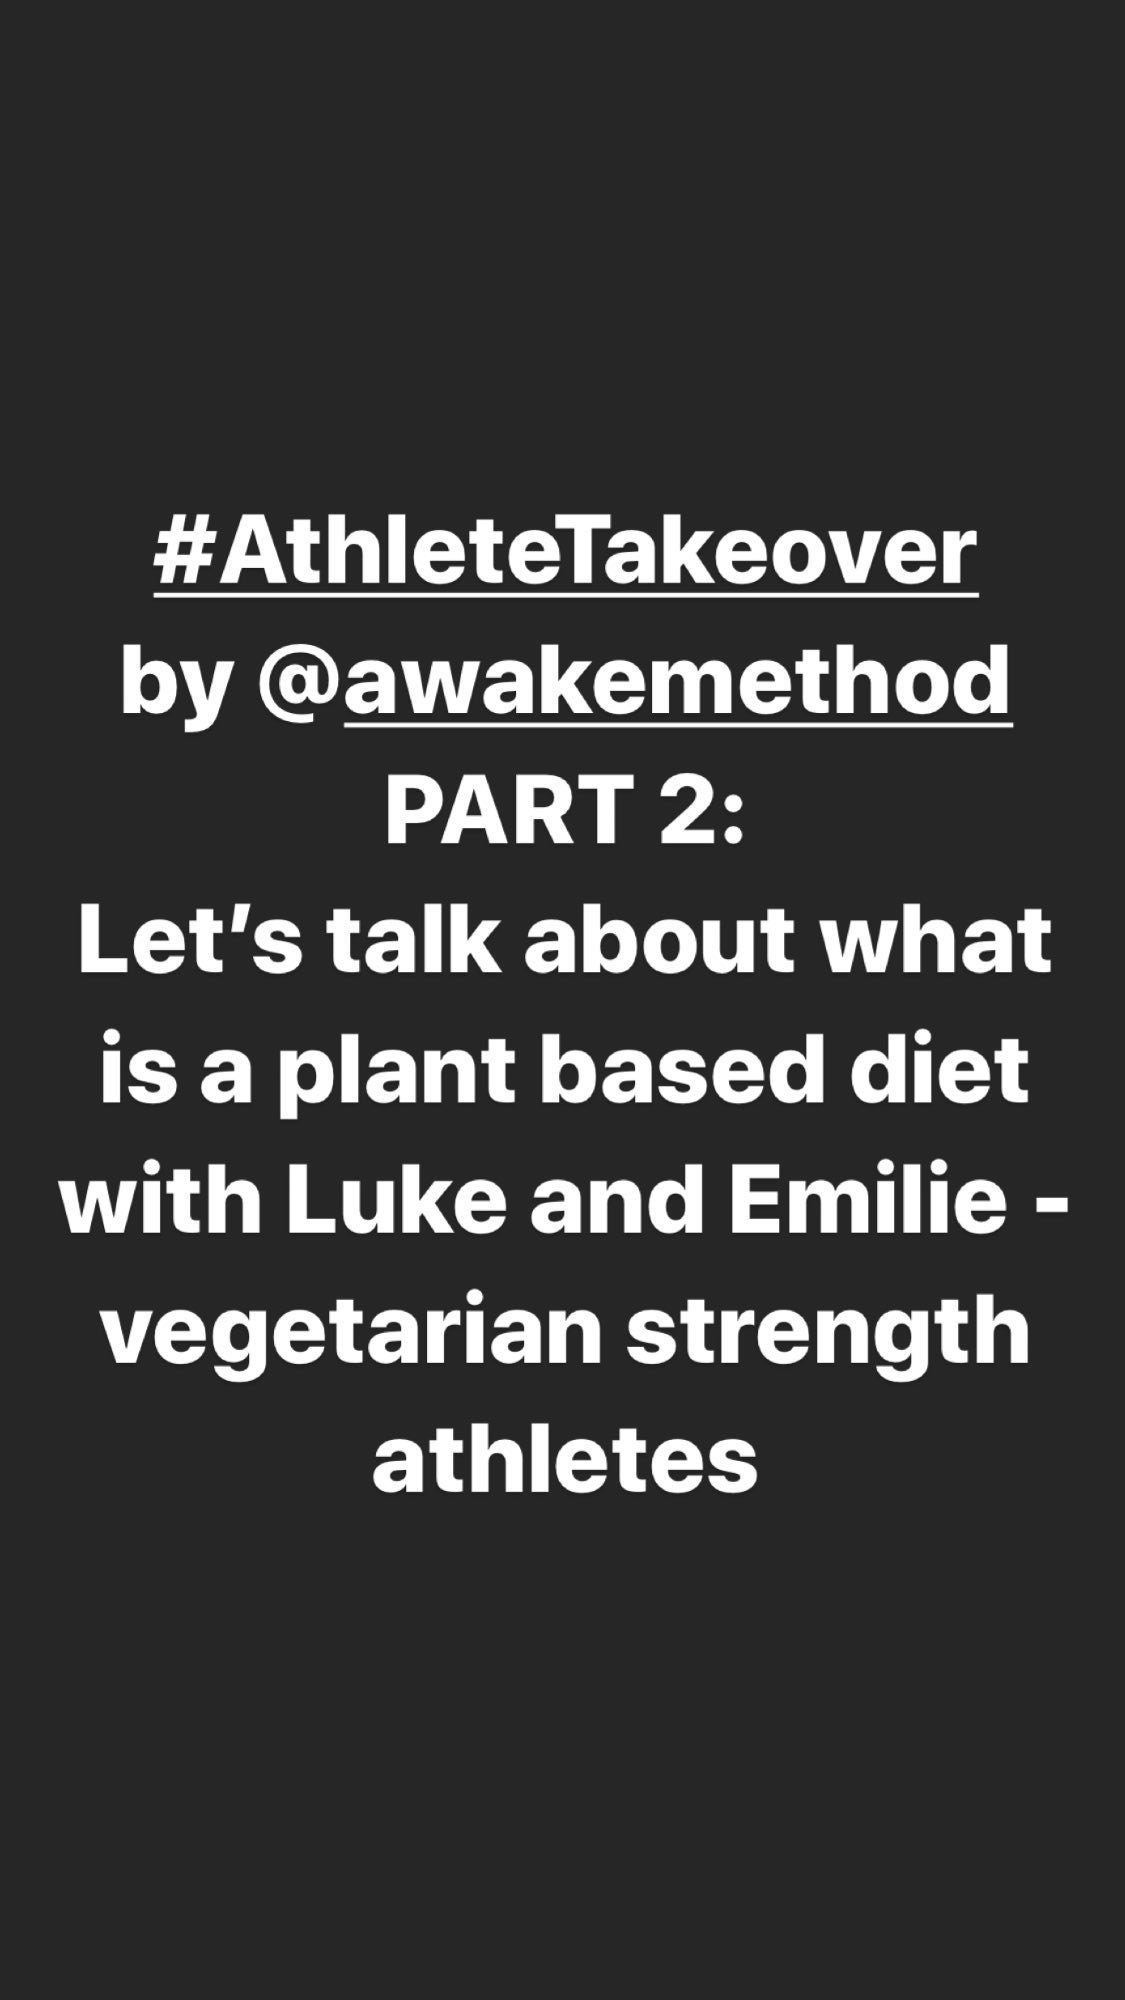 #AthleteTakeover
by @awakemethod
PART 2:
Let's talk about what
is a plant based diet
with Luke and Emilie -
vegetarian strength
athletes